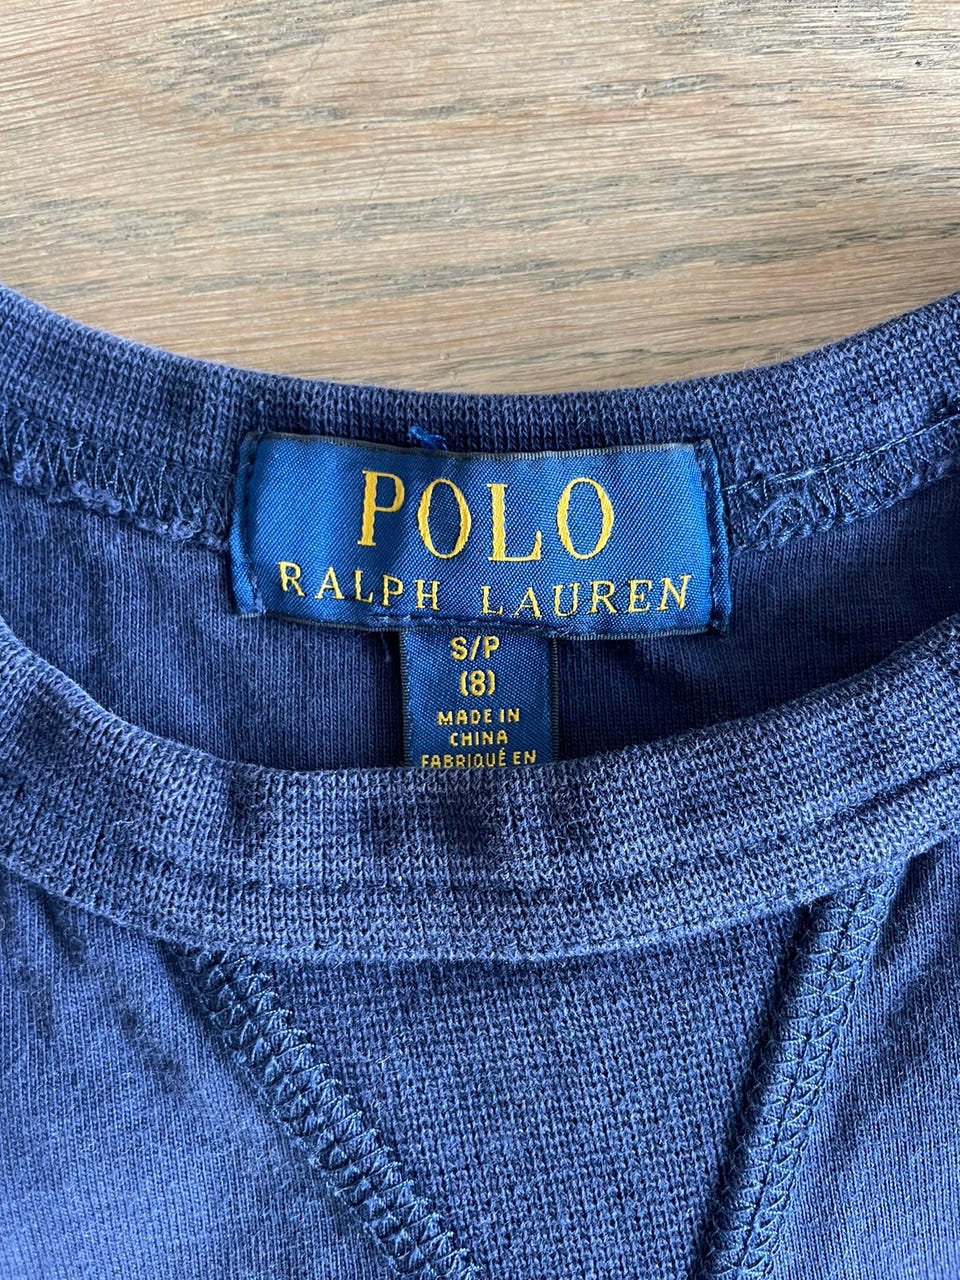 POLO
RALPH LAUREN
S/P
(8)
MADE IN
CHINA
FABRIQUÉ EN